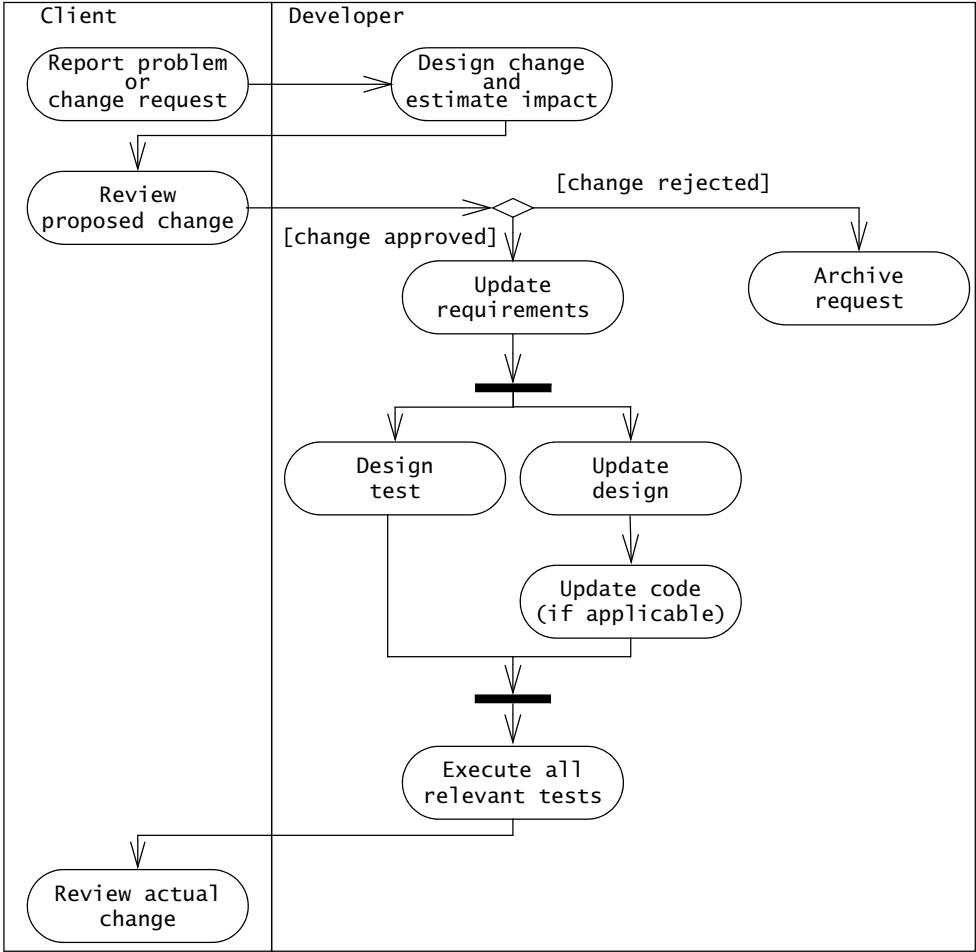 Client
Developer
Report problem
or
change request
Design change
and
estimate impact
Review
proposed change
[change rejected]
[change approved]
Update
requirements
Archive
request
Design
test
Update
design
Update code
(if applicable)
Execute all
relevant tests
Review actual
change